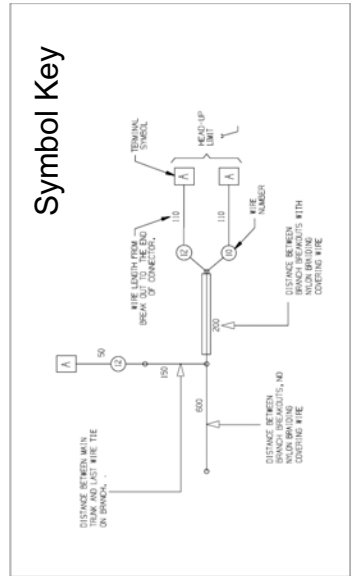 Symbol Key
TERMINAL
SYMBOL
HEAD-UP
LIMIT
WIRE LENGTH FROM
BREAK OUT TO THE END
OF CONNECTOR.
110
A
12
110
A
10
WIRE
NUMBER
A
50
12
150
200
600
DISTANCE BETWEEN
BRANCH BREAKOUTS WITH
NYLON BRAIDING
COVERING WIRE
DISTANCE BETWEEN MAIN
TRUNK AND LAST WIRE TIE
ON BRANCH. .
DISTANCE BETWEEN
BRANCH BREAKOUTS, NO
NYLON BRAIDING
COVERING WIRE